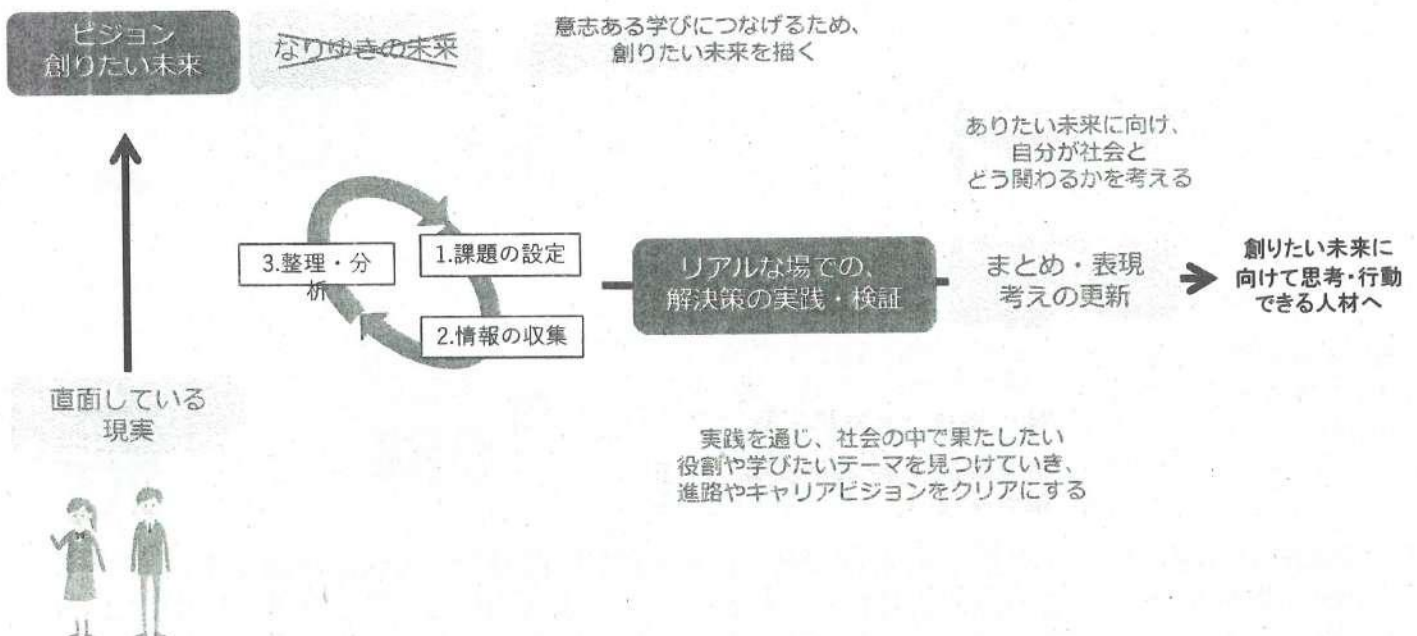 ビジョン
創りたい未来
なりゆきの未来
意志ある学びにつなげるため、
創りたい未来を描く
ありたい未来に向け、
自分が社会と
どう関わるかを考える
3.整理・分
析
1.課題の設定
2.情報の収集
リアルな場での、
解決策の実践・検証
まとめ・表現
考えの更新
創りたい未来に
向けて思考・行動
できる人材へ
直面している
現実
実践を通じ、社会の中で果たしたい
役割や学びたいテーマを見つけていき、
進路やキャリアビジョンをクリアにする